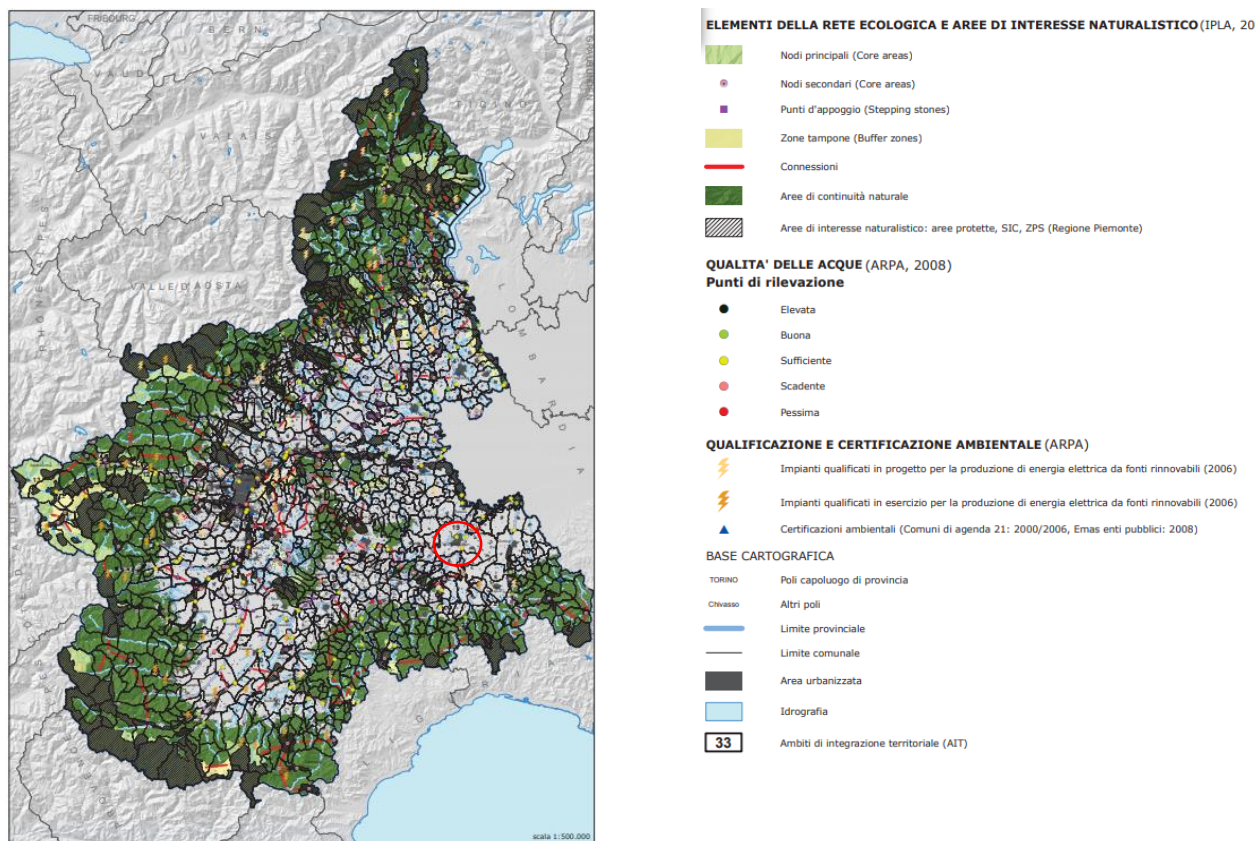 FRIBOURG
BERN
VAUD
TICINO
VALAIS
VALLE D'AOSTA
RHÔNE-ALPES
LOMBARDIA
19
LIGURIA
scala 1:500.000
ELEMENTI DELLA RETE ECOLOGICA E AREE DI INTERESSE NATURALISTICO (IPLA, 20
Nodi principali (Core areas)
Nodi secondari (Core areas)
Punti d'appoggio (Stepping stones)
Zone tampone (Buffer zones)
Connessioni
Aree di continuità naturale
Aree di interesse naturalistico: aree protette, SIC, ZPS (Regione Piemonte)
QUALITA' DELLE ACQUE (ARPA, 2008)
Punti di rilevazione
Elevata
Buona
Sufficiente
Scadente
Pessima
QUALIFICAZIONE E CERTIFICAZIONE AMBIENTALE (ARPA)
Impianti qualificati in progetto per la produzione di energia elettrica da fonti rinnovabili (2006)
Impianti qualificati in esercizio per la produzione di energia elettrica da fonti rinnovabili (2006)
Certificazioni ambientali (Comuni di agenda 21: 2000/2006, Emas enti pubblici: 2008)
BASE CARTOGRAFICA
TORINO Poli capoluogo di provincia
Chivasso Altri poli
Limite provinciale
Limite comunale
Area urbanizzata
Idrografia
33 Ambiti di integrazione territoriale (AIT)